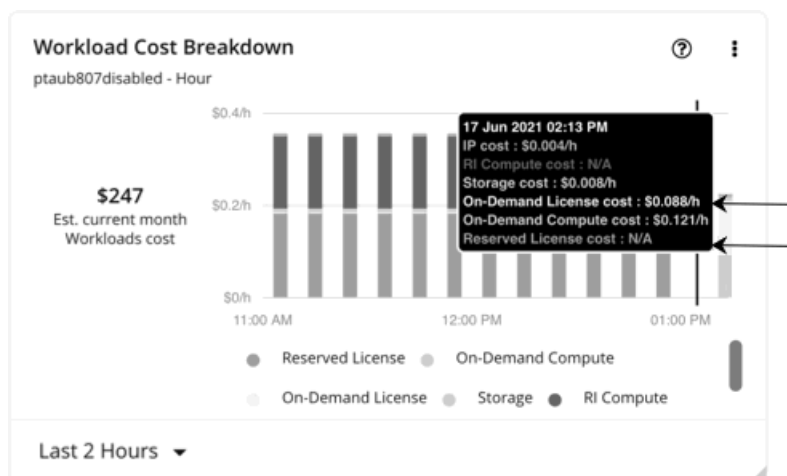 Workload Cost Breakdown
ptaub807disabled - Hour
$247
Est. current month
Workloads cost
$0.4/h
$0.2/h
$0/h
17 Jun 2021 02:13 PM
IP cost : $0.004/h
RI Compute cost : N/A
Storage cost : $0.008/h
On-Demand License cost : $0.088/h
On-Demand Compute cost : $0.121/h
Reserved License cost : N/A
11:00 AM 12:00 PM 01:00 PM
Reserved License On-Demand Compute
On-Demand License Storage RI Compute
Last 2 Hours